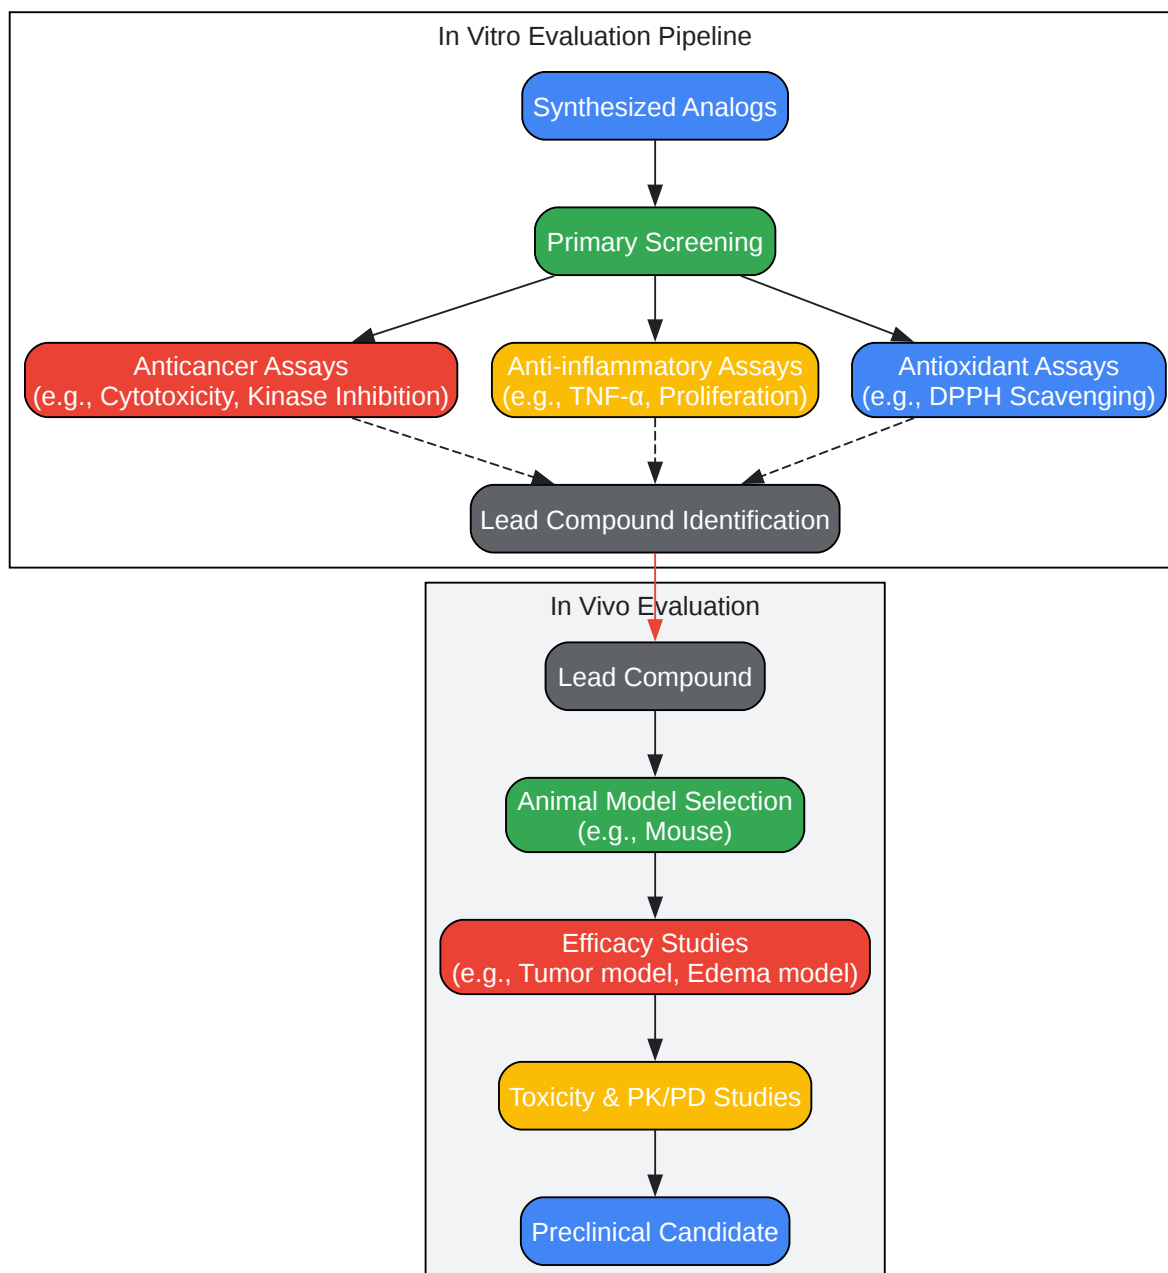 In Vitro Evaluation Pipeline
Synthesized Analogs
Primary Screening
Anticancer Assays
(e.g., Cytotoxicity, Kinase Inhibition)
Anti-inflammatory Assays
(e.g., TNF-α, Proliferation)
Antioxidant Assays
(e.g., DPPH Scavenging)
Lead Compound Identification
In Vivo Evaluation
Lead Compound
Animal Model Selection
(e.g., Mouse)
Efficacy Studies
(e.g., Tumor model, Edema model)
Toxicity & PK/PD Studies
Preclinical Candidate